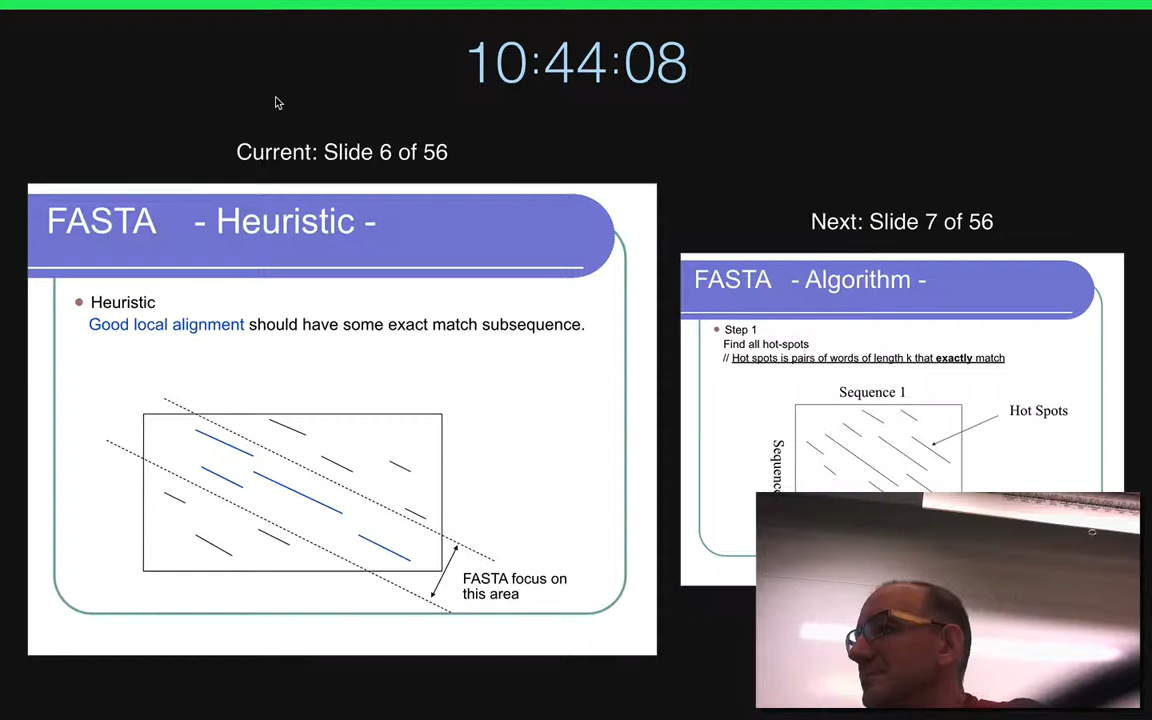 10:44:08
Current: Slide 6 of 56
FASTA - Heuristic -
Heuristic
Good local alignment should have some exact match subsequence.
FASTA focus on
this area
Next: Slide 7 of 56
FASTA - Algorithm -
Step 1
Find all hot-spots
// Hot spots is pairs of words of length k that exactly match
Sequence 1
Hot Spots